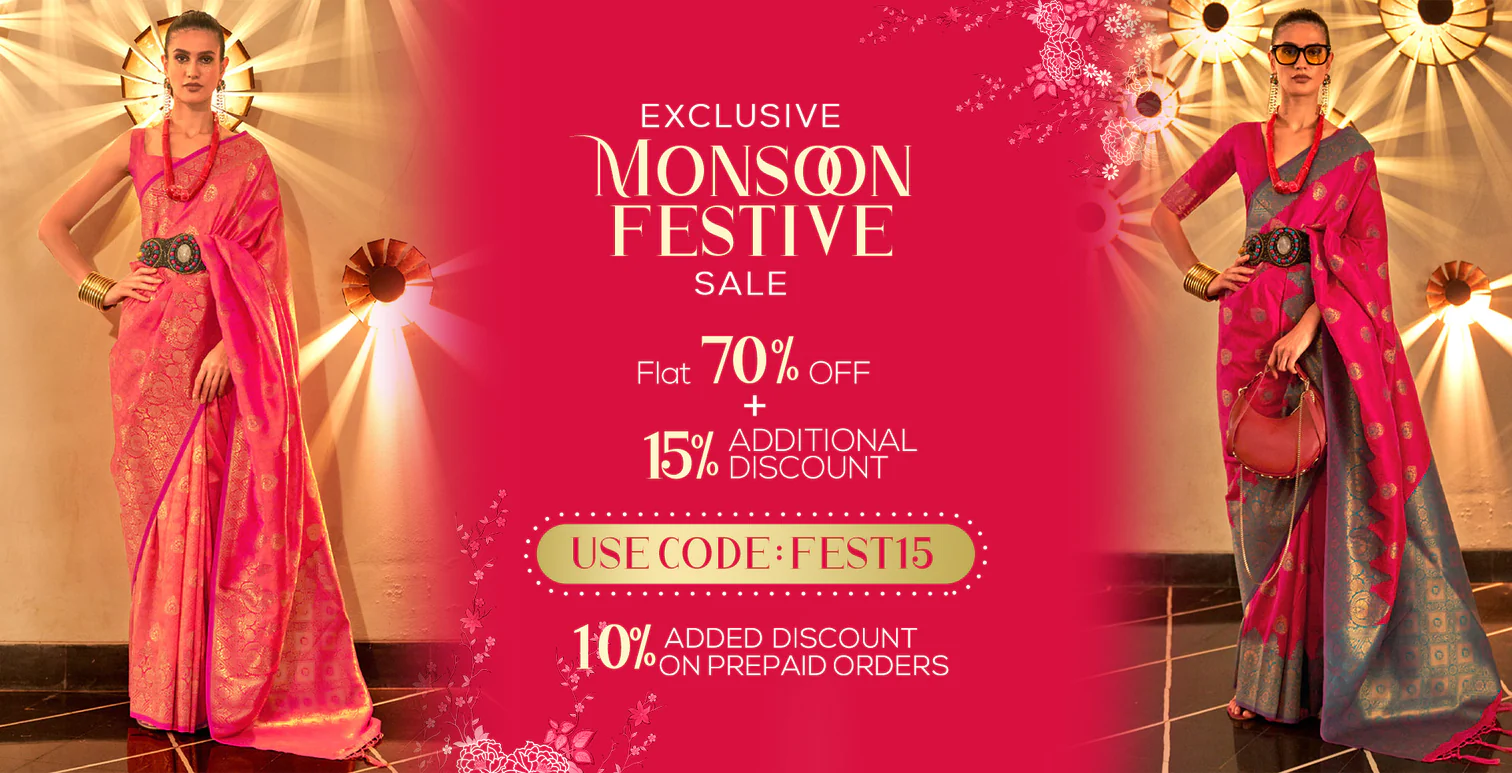 EXCLUSIVE
MONSOON
FESTIVE
SALE
Flat 70% OFF
+
15% ADDITIONAL
DISCOUNT
USE CODE: FEST15
10% ADDED DISCOUNT
ON PREPAID ORDERS